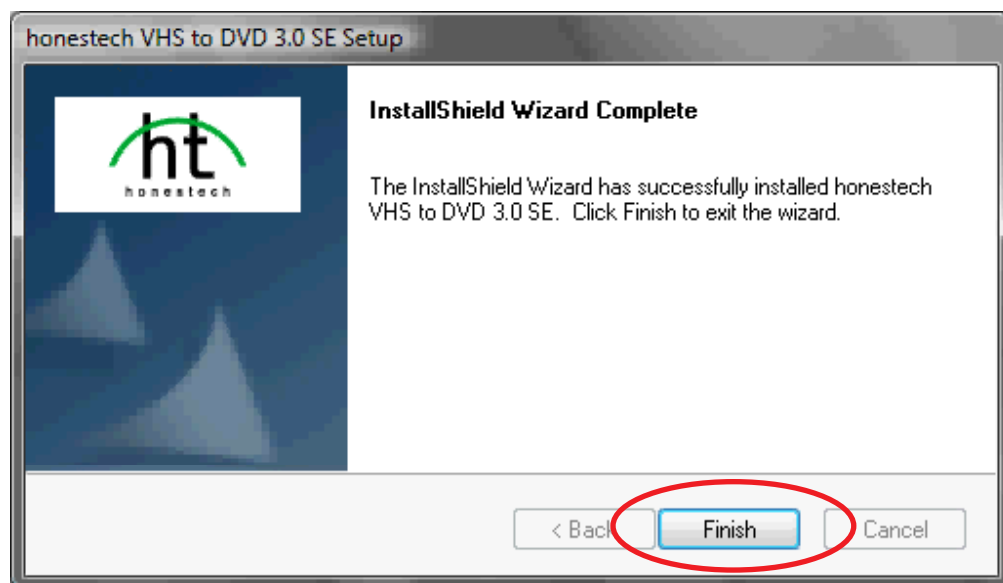 honestech VHS to DVD 3.0 SE Setup
ht
honestech
InstallShield Wizard Complete
The InstallShield Wizard has successfully installed honestech
VHS to DVD 3.0 SE. Click Finish to exit the wizard.
< Back
Finish
Cancel